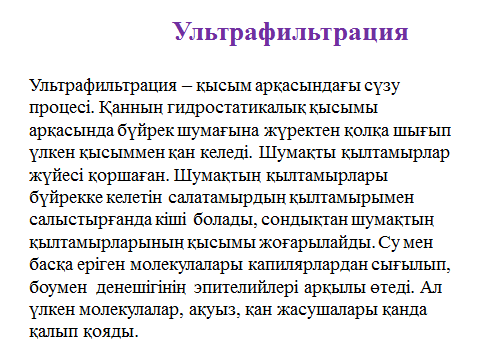 Ультрафильтрация
Ультрафильтрация – қысым арқасындағы сүзу
процесі. Қанның гидростатикалық қысымы
арқасында бүйрек шумағына жүректен қолқа шығып
үлкен қысыммен қан келеді. Шумақты қылтамырлар
жүйесі қоршаған. Шумақтың қылтамырлары
бүйрекке келетін салатамырдың қылтамырымен
салыстырғанда кіші болады, сондықтан шумақтың
қылтамырларының қысымы жоғарылайды. Су мен
басқа еріген молекулалары капилярлардан сығылып,
боумен денешігінің эпителийлері арқылы өтеді. Ал
үлкен молекулалар, ақуыз, қан жасушалары қанда
қалып қояды.